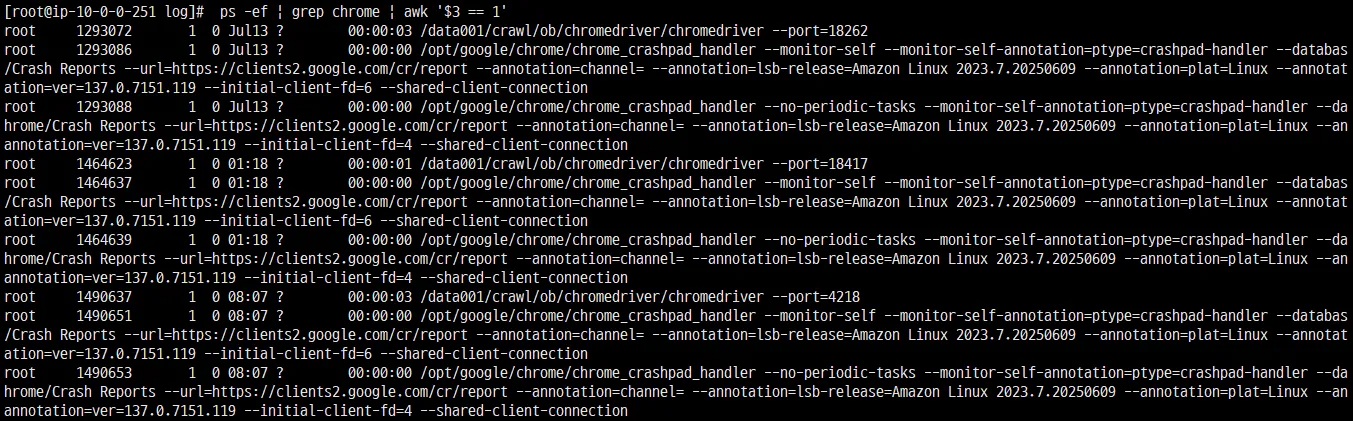 [root@ip-10-0-0-251 log]#  ps -ef | grep chrome | awk '$3 == 1'
root     1293072       1  0 Jul13 ?        00:00:03 /data001/crawl/ob/chromedriver/chromedriver --port=18262
root     1293086       1  0 Jul13 ?        00:00:00 /opt/google/chrome/chrome_crashpad_handler --monitor-self --monitor-self-annotation=ptype=crashpad-handler --databas
/Crash Reports --url=https://clients2.google.com/cr/report --annotation=channel= --annotation=lsb-release=Amazon Linux 2023.7.20250609 --annotation=plat=Linux --annotat
ation=ver=137.0.7151.119 --initial-client-fd=6 --shared-client-connection
root     1293088       1  0 Jul13 ?        00:00:00 /opt/google/chrome/chrome_crashpad_handler --no-periodic-tasks --monitor-self-annotation=ptype=crashpad-handler --da
hrome/Crash Reports --url=https://clients2.google.com/cr/report --annotation=channel= --annotation=lsb-release=Amazon Linux 2023.7.20250609 --annotation=plat=Linux --an
annotation=ver=137.0.7151.119 --initial-client-fd=4 --shared-client-connection
root     1464623       1  0 01:18 ?        00:00:01 /data001/crawl/ob/chromedriver/chromedriver --port=18417
root     1464637       1  0 01:18 ?        00:00:00 /opt/google/chrome/chrome_crashpad_handler --monitor-self --monitor-self-annotation=ptype=crashpad-handler --databas
/Crash Reports --url=https://clients2.google.com/cr/report --annotation=channel= --annotation=lsb-release=Amazon Linux 2023.7.20250609 --annotation=plat=Linux --annotat
ation=ver=137.0.7151.119 --initial-client-fd=6 --shared-client-connection
root     1464639       1  0 01:18 ?        00:00:00 /opt/google/chrome/chrome_crashpad_handler --no-periodic-tasks --monitor-self-annotation=ptype=crashpad-handler --da
hrome/Crash Reports --url=https://clients2.google.com/cr/report --annotation=channel= --annotation=lsb-release=Amazon Linux 2023.7.20250609 --annotation=plat=Linux --an
annotation=ver=137.0.7151.119 --initial-client-fd=4 --shared-client-connection
root     1490637       1  0 08:07 ?        00:00:03 /data001/crawl/ob/chromedriver/chromedriver --port=4218
root     1490651       1  0 08:07 ?        00:00:00 /opt/google/chrome/chrome_crashpad_handler --monitor-self --monitor-self-annotation=ptype=crashpad-handler --databas
/Crash Reports --url=https://clients2.google.com/cr/report --annotation=channel= --annotation=lsb-release=Amazon Linux 2023.7.20250609 --annotation=plat=Linux --annotat
ation=ver=137.0.7151.119 --initial-client-fd=6 --shared-client-connection
root     1490653       1  0 08:07 ?        00:00:00 /opt/google/chrome/chrome_crashpad_handler --no-periodic-tasks --monitor-self-annotation=ptype=crashpad-handler --da
hrome/Crash Reports --url=https://clients2.google.com/cr/report --annotation=channel= --annotation=lsb-release=Amazon Linux 2023.7.20250609 --annotation=plat=Linux --an
annotation=ver=137.0.7151.119 --initial-client-fd=4 --shared-client-connection